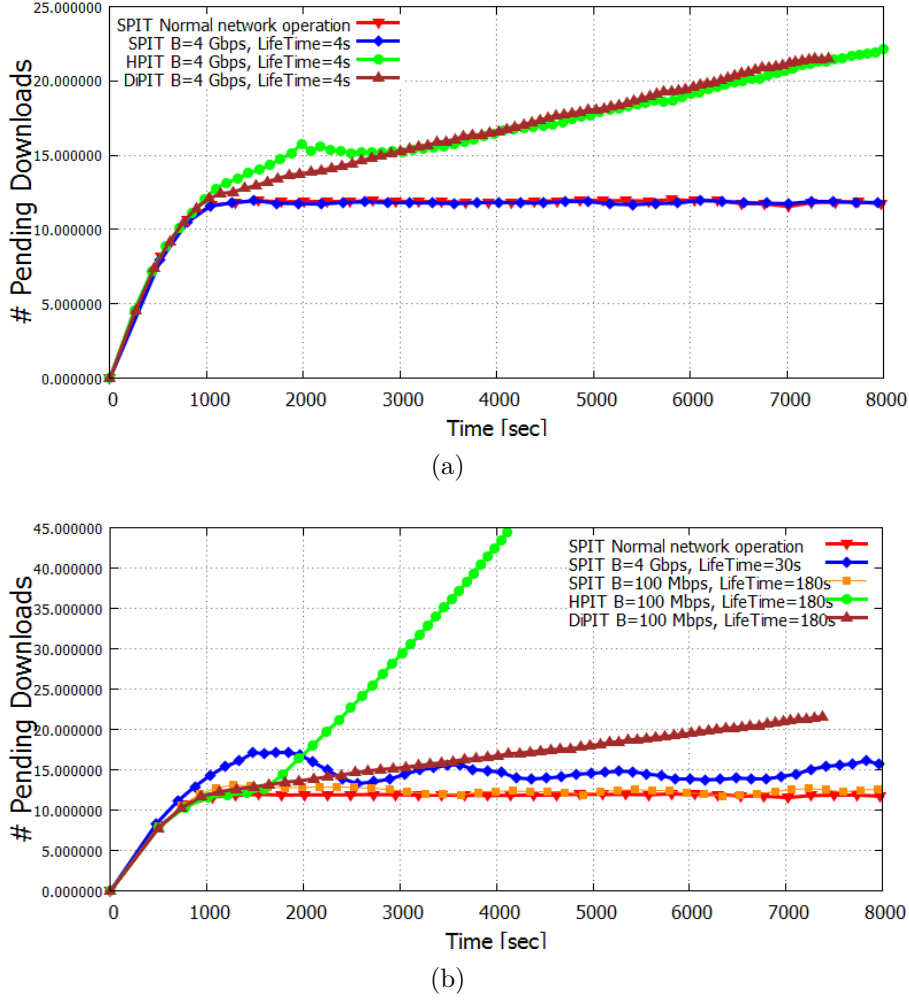 25.000000
20.000000
15.000000
10.000000
5.000000
0.000000
# Pending Downloads
SPIT Normal network operation
SPIT B=4 Gbps, LifeTime=4s
HPIT B=4 Gbps, LifeTime=4s
DiPIT B=4 Gbps, LifeTime=4s
0 1000 2000 3000 4000 5000 6000 7000 8000
Time [sec]
(a)
45.000000
40.000000
35.000000
30.000000
25.000000
20.000000
15.000000
10.000000
5.000000
0.000000
# Pending Downloads
SPIT Normal network operation
SPIT B=4 Gbps, LifeTime=30s
SPIT B=100 Mbps, LifeTime=180s
HPIT B=100 Mbps, LifeTime=180s
DiPIT B=100 Mbps, LifeTime=180s
0 1000 2000 3000 4000 5000 6000 7000 8000
Time [sec]
(b)